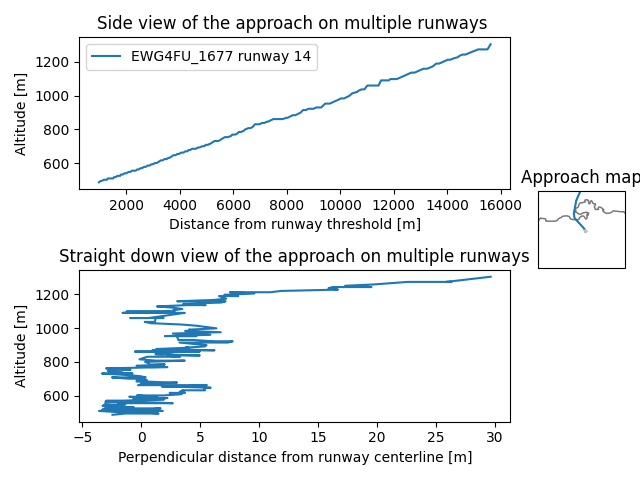 Side view of the approach on multiple runways
EWG4FU_1677 runway 14
Altitude [m]
1200
1000
800
600
2000 4000 6000 8000 10000 12000 14000 16000
Distance from runway threshold [m]
Approach map
Straight down view of the approach on multiple runways
Altitude [m]
1200
1000
800
600
−5 0 5 10 15 20 25 30
Perpendicular distance from runway centerline [m]